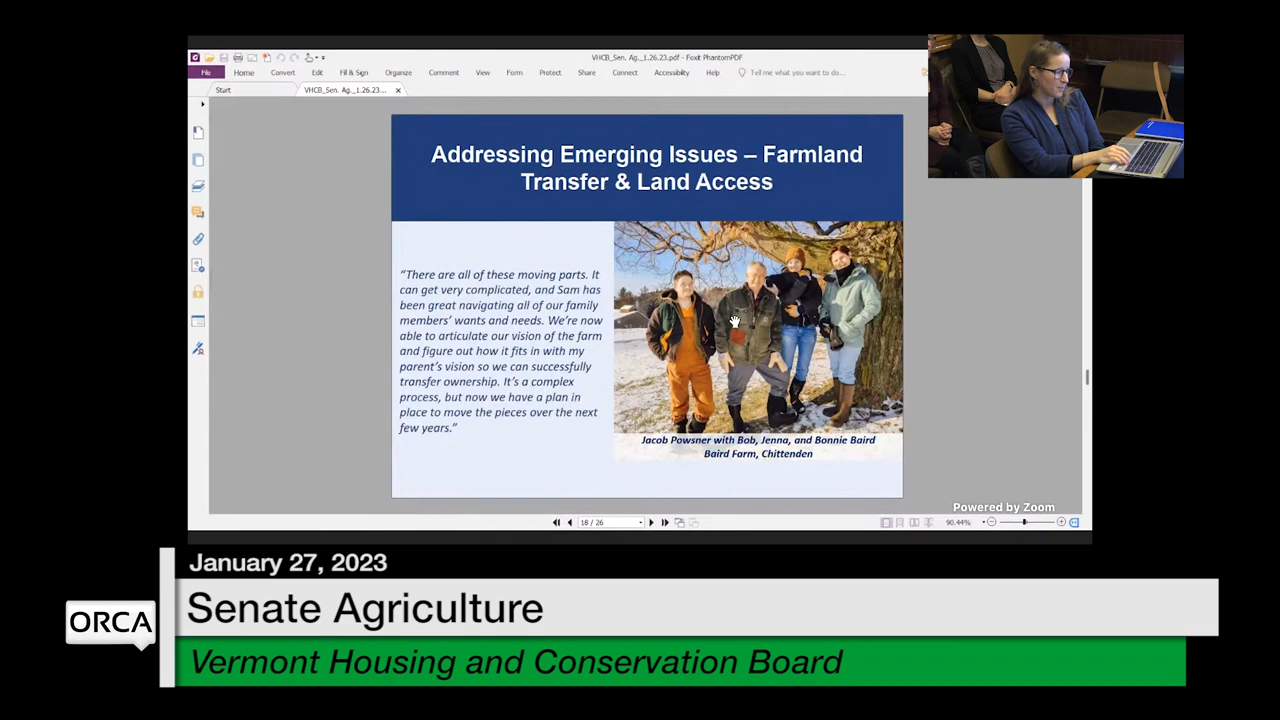 VHCB_Sen. Ag._1.26.23.pdf - Foxit PhantomPDF
File Home Convert Edit Fill & Sign Organize Comment View Form Protect Share Connect Accessibility Help Tell me what you want to do...
Start VHCB_Sen. Ag._1.26.23...
Addressing Emerging Issues – Farmland
Transfer & Land Access
“There are all of these moving parts. It
can get very complicated, and Sam has
been great navigating all of our family
members’ wants and needs. We’re now
able to articulate our vision of the farm
and figure out how it fits in with my
parent’s vision so we can successfully
transfer ownership. It’s a complex
process, but now we have a plan in
place to move the pieces over the next
few years.”
Jacob Powsner with Bob, Jenna, and Bonnie Baird
Baird Farm, Chittenden
Powered by Zoom
18 / 26
90.44%
January 27, 2023
Senate Agriculture
ORCA
Vermont Housing and Conservation Board